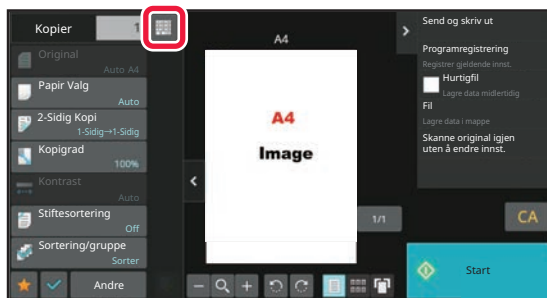 Kopier
1
Original
Auto A4
Papir Valg
Auto
2-Sidig Kopi
1-Sidig→1-Sidig
Kopigrad
100%
Kontrast
Auto
Stiftesortering
Off
Sortering/gruppe
Sorter
Andre
A4
A4
Image
1/1
Send og skriv ut
Programregistrering
Registrer gjeldende innst.
Hurtigfil
Lagre data midlertidig
Fil
Lagre data i mappe
Skanne original igjen
uten å endre innst.
CA
Start